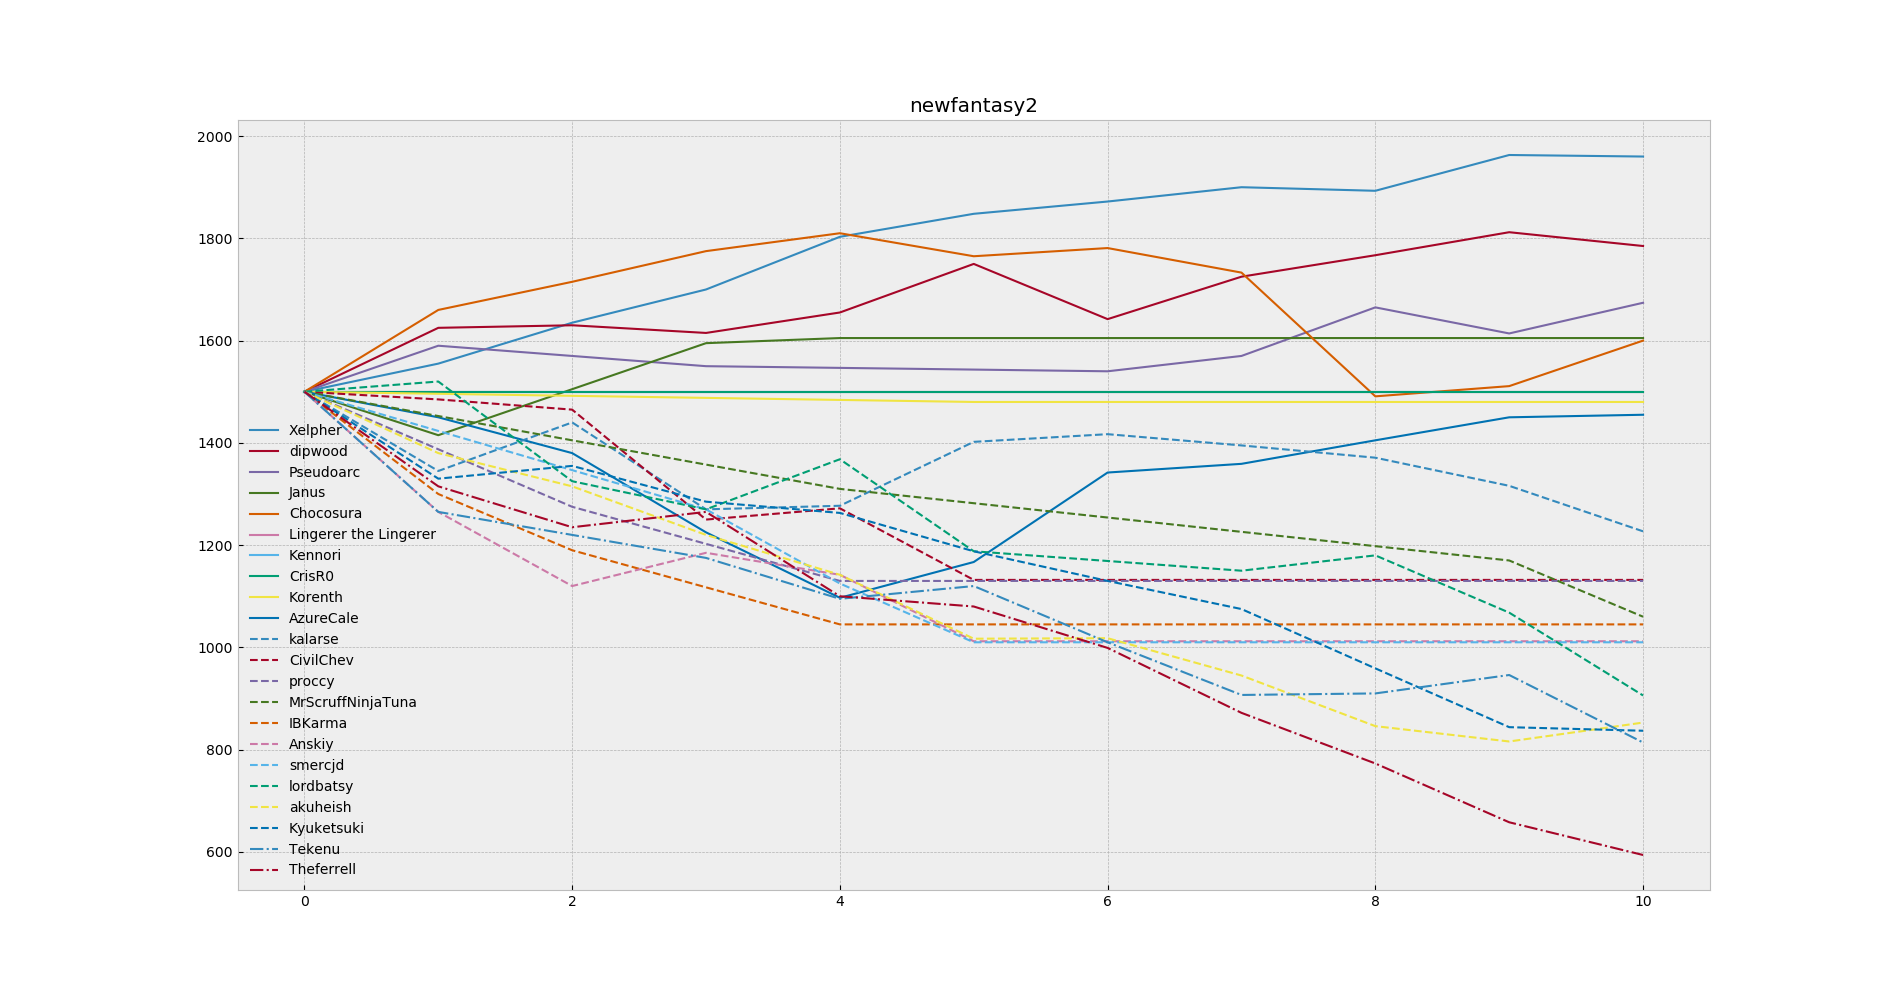 newfantasy2
2000
1800
1600
1400
1200
1000
800
600
Xelpher
dipwood
Pseudoarc
Janus
Chocosura
Lingerer the Lingerer
Kennori
CrisR0
Korenth
AzureCale
kalarse
CivilChev
proccy
MrScruffNinjaTuna
IBKarma
Anskiy
smercjd
lordbatsy
akuheish
Kyuketsuki
Tekenu
Theferrell
0 2 4 6 8 10